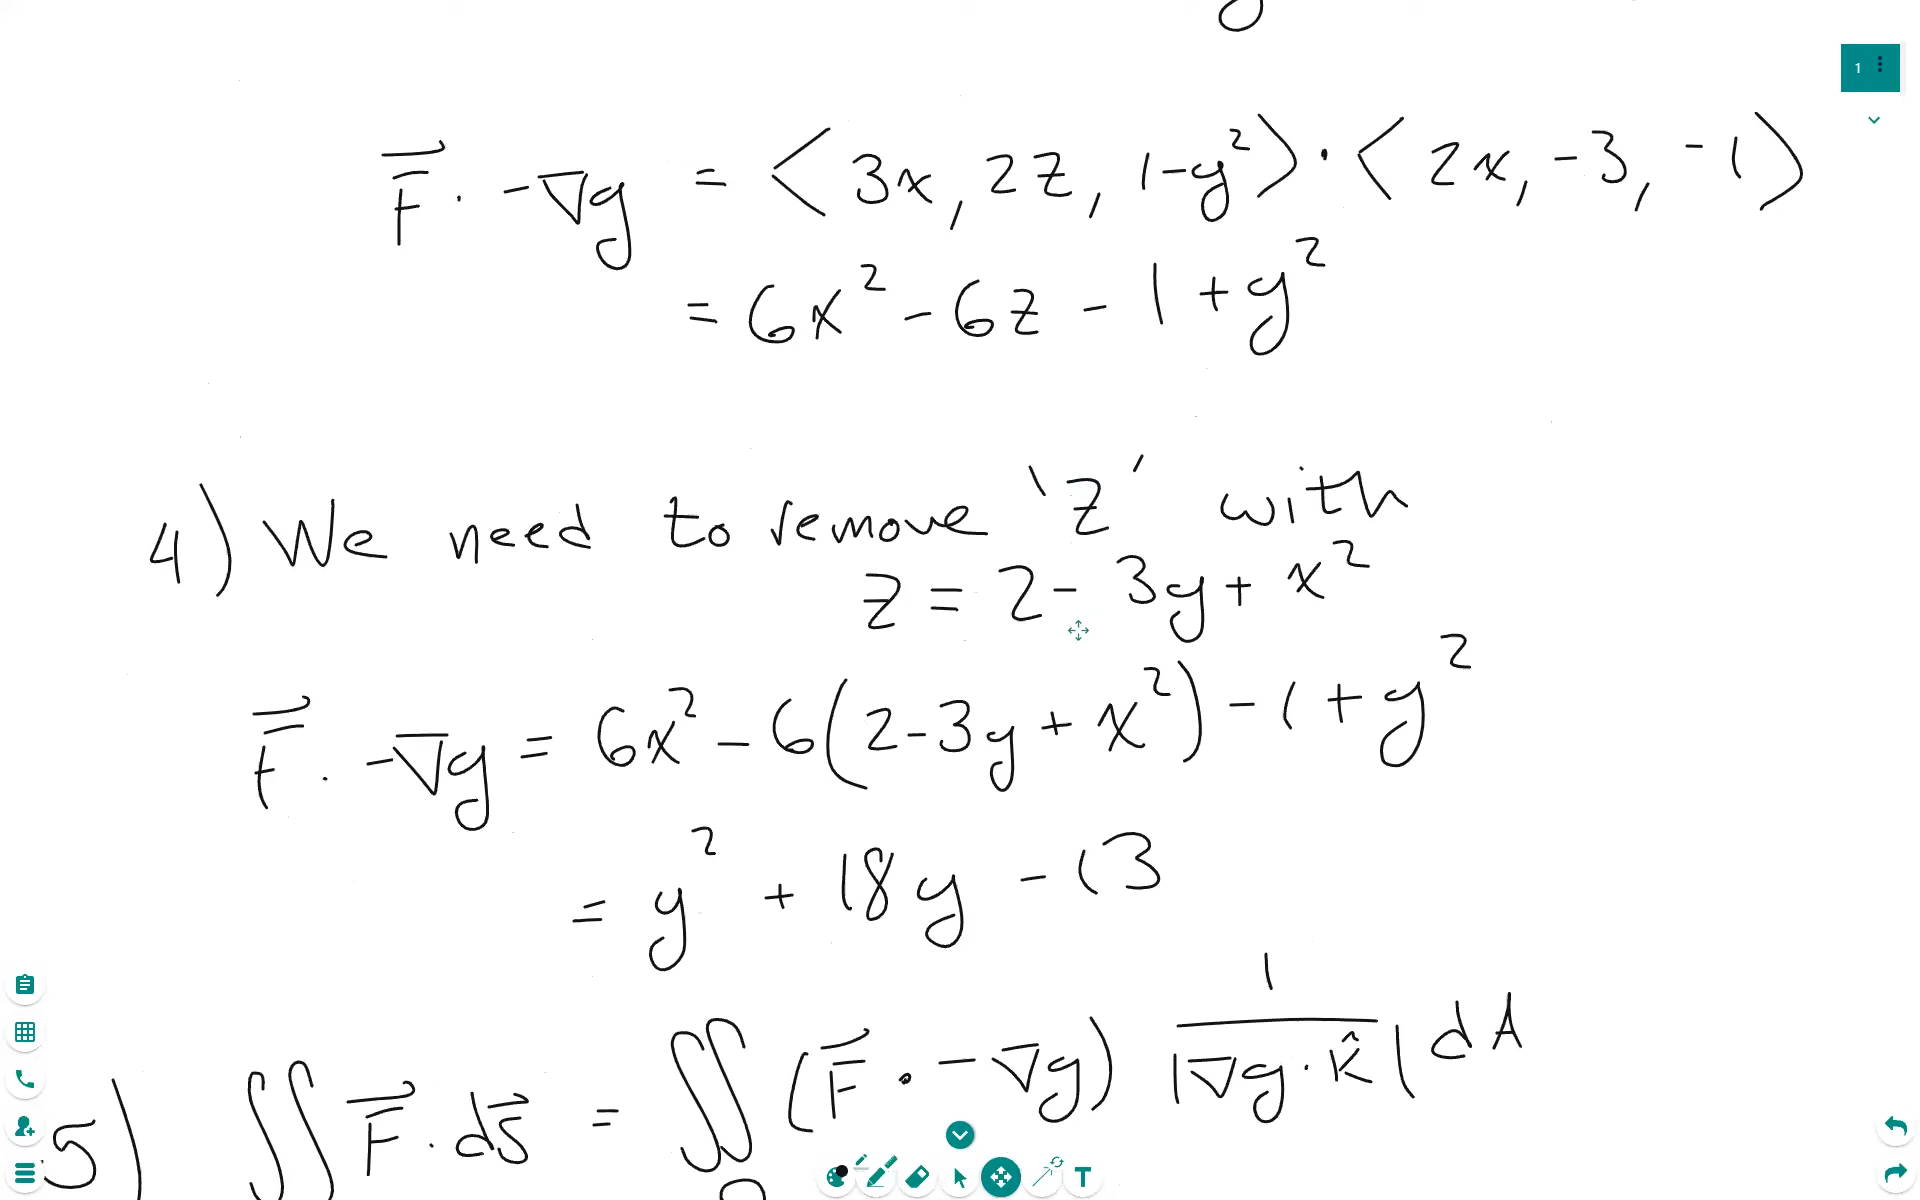 1
F⃗ · -∇g = ⟨3x, 2z, 1-y²⟩ · ⟨2x, -3, -1⟩
= 6x² - 6z - 1 + y²
4) We need to remove 'z' with
z = 2 - 3y + x²
F⃗ · -∇g = 6x² - 6(2-3y+x²) - 1 + y²
= y² + 18y - 13
5) ∬ F⃗ · dS⃗ = ∬ (F⃗ · -∇g) 1/|∇g · k̂| dA
T